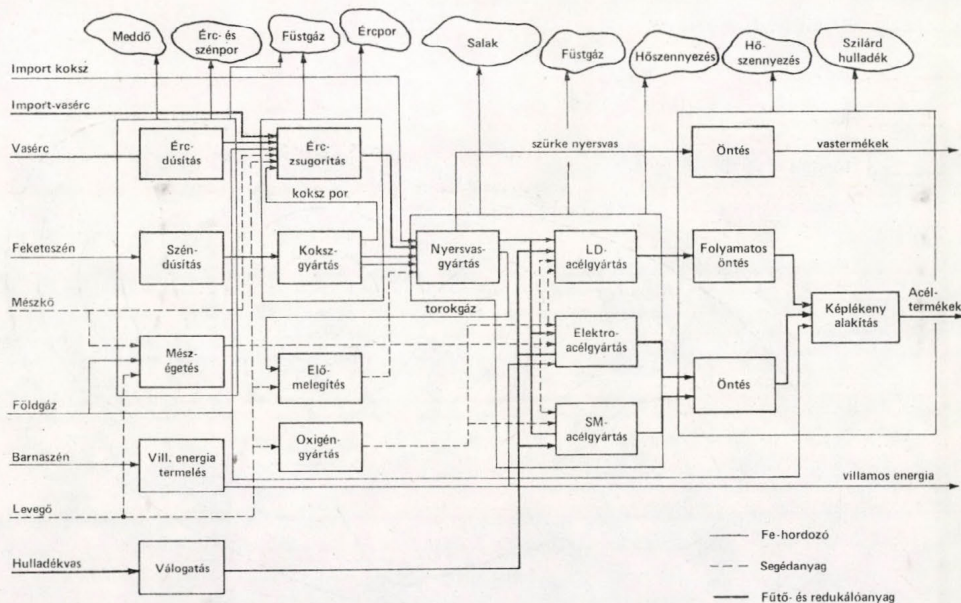 Meddő
Érc- és
szénpor
Füstgáz
Ércpor
Salak
Füstgáz
Hőszennyezés
Hő-
szennyezés
Szilárd
hulladék
Import koksz
Import-vasérc
Vasérc
Érc-
dúsítás
Érc-
zsugorítás
szürke nyersvas
Öntés
vastermékek
koksz por
Feketeszén
Szén-
dúsítás
Koksz-
gyártás
Nyersvas-
gyártás
LD-
acélgyártás
Folyamatos
öntés
Mészkő
torokgáz
Képlékeny
alakítás
Acél-
termékek
Mész-
égetés
Elő-
melegítés
Elektro-
acélgyártás
Öntés
Földgáz
Oxigén-
gyártás
SM-
acélgyártás
Barnaszén
Vill. energia
termelés
villamos energia
Levegő
Hulladékvas
Válogatás
Fe-hordozó
Segédanyag
Fűtő- és redukálóanyag